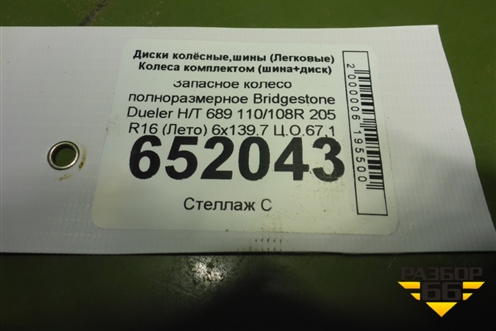 Диски колёсные,шины (Легковые)
Колеса комплектом (шина+диск)
Запасное колесо
полноразмерное Bridgestone
Dueler H/T 689 110/108R 205
R16 (Лето) 6x139.7 Ц.О.67,1
652043
Стеллаж С
2000006195500
РАЗБОР
66